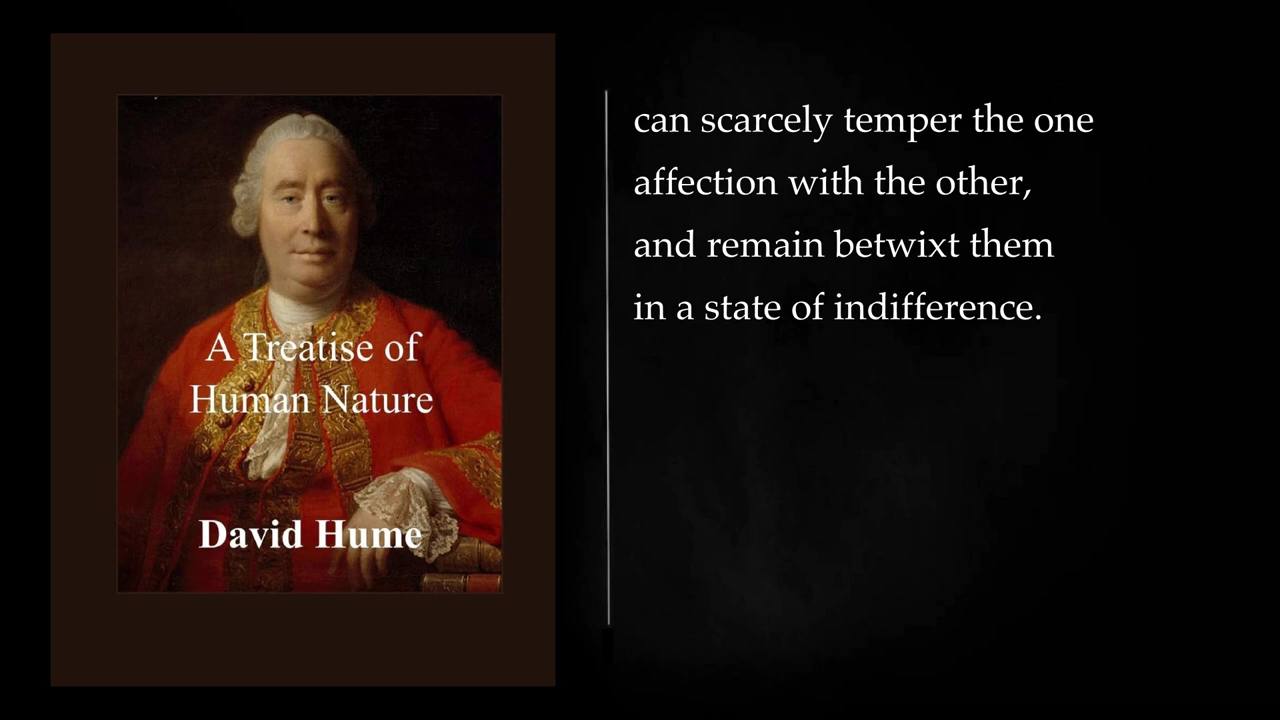 A Treatise of
Human Nature
David Hume
can scarcely temper the one
affection with the other,
and remain betwixt them
in a state of indifference.